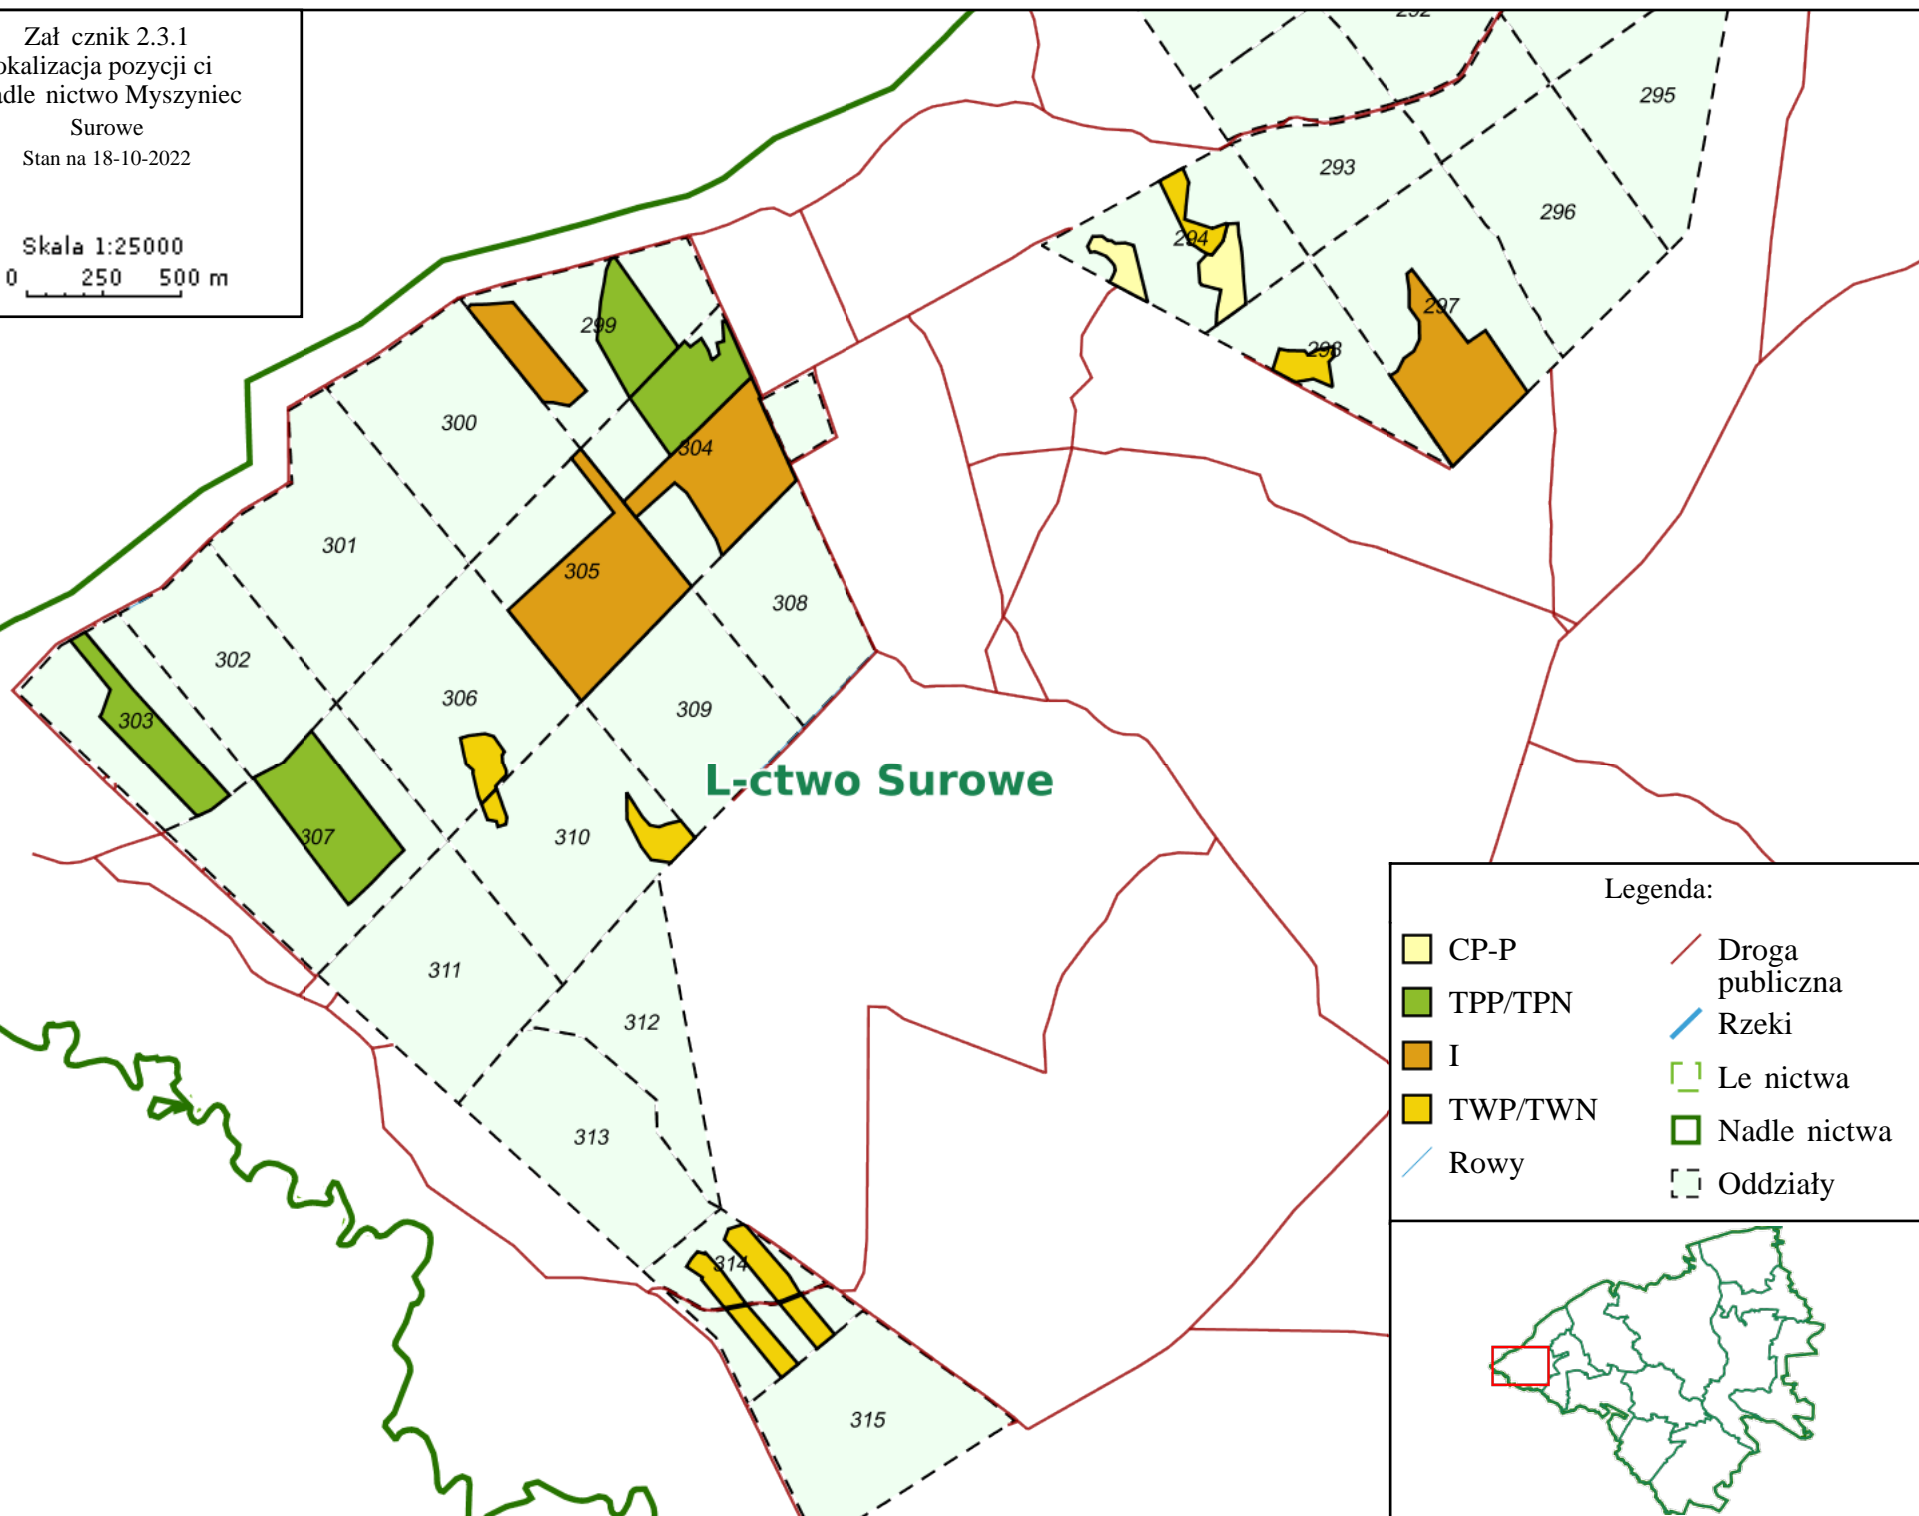 Zał cznik 2.3.1
okalizacja pozycji ci
adle nictwo Myszyniec
Surowe
Stan na 18-10-2022
Skala 1:25000
0 250 500 m
292
295
293
296
294
297
298
299
300
304
301
305
308
302
306
309
303
L-ctwo Surowe
307
310
311
312
313
314
315
Legenda:
CP-P
TPP/TPN
I
TWP/TWN
Rowy
Droga
publiczna
Rzeki
Le nictwa
Nadle nictwa
Oddziały